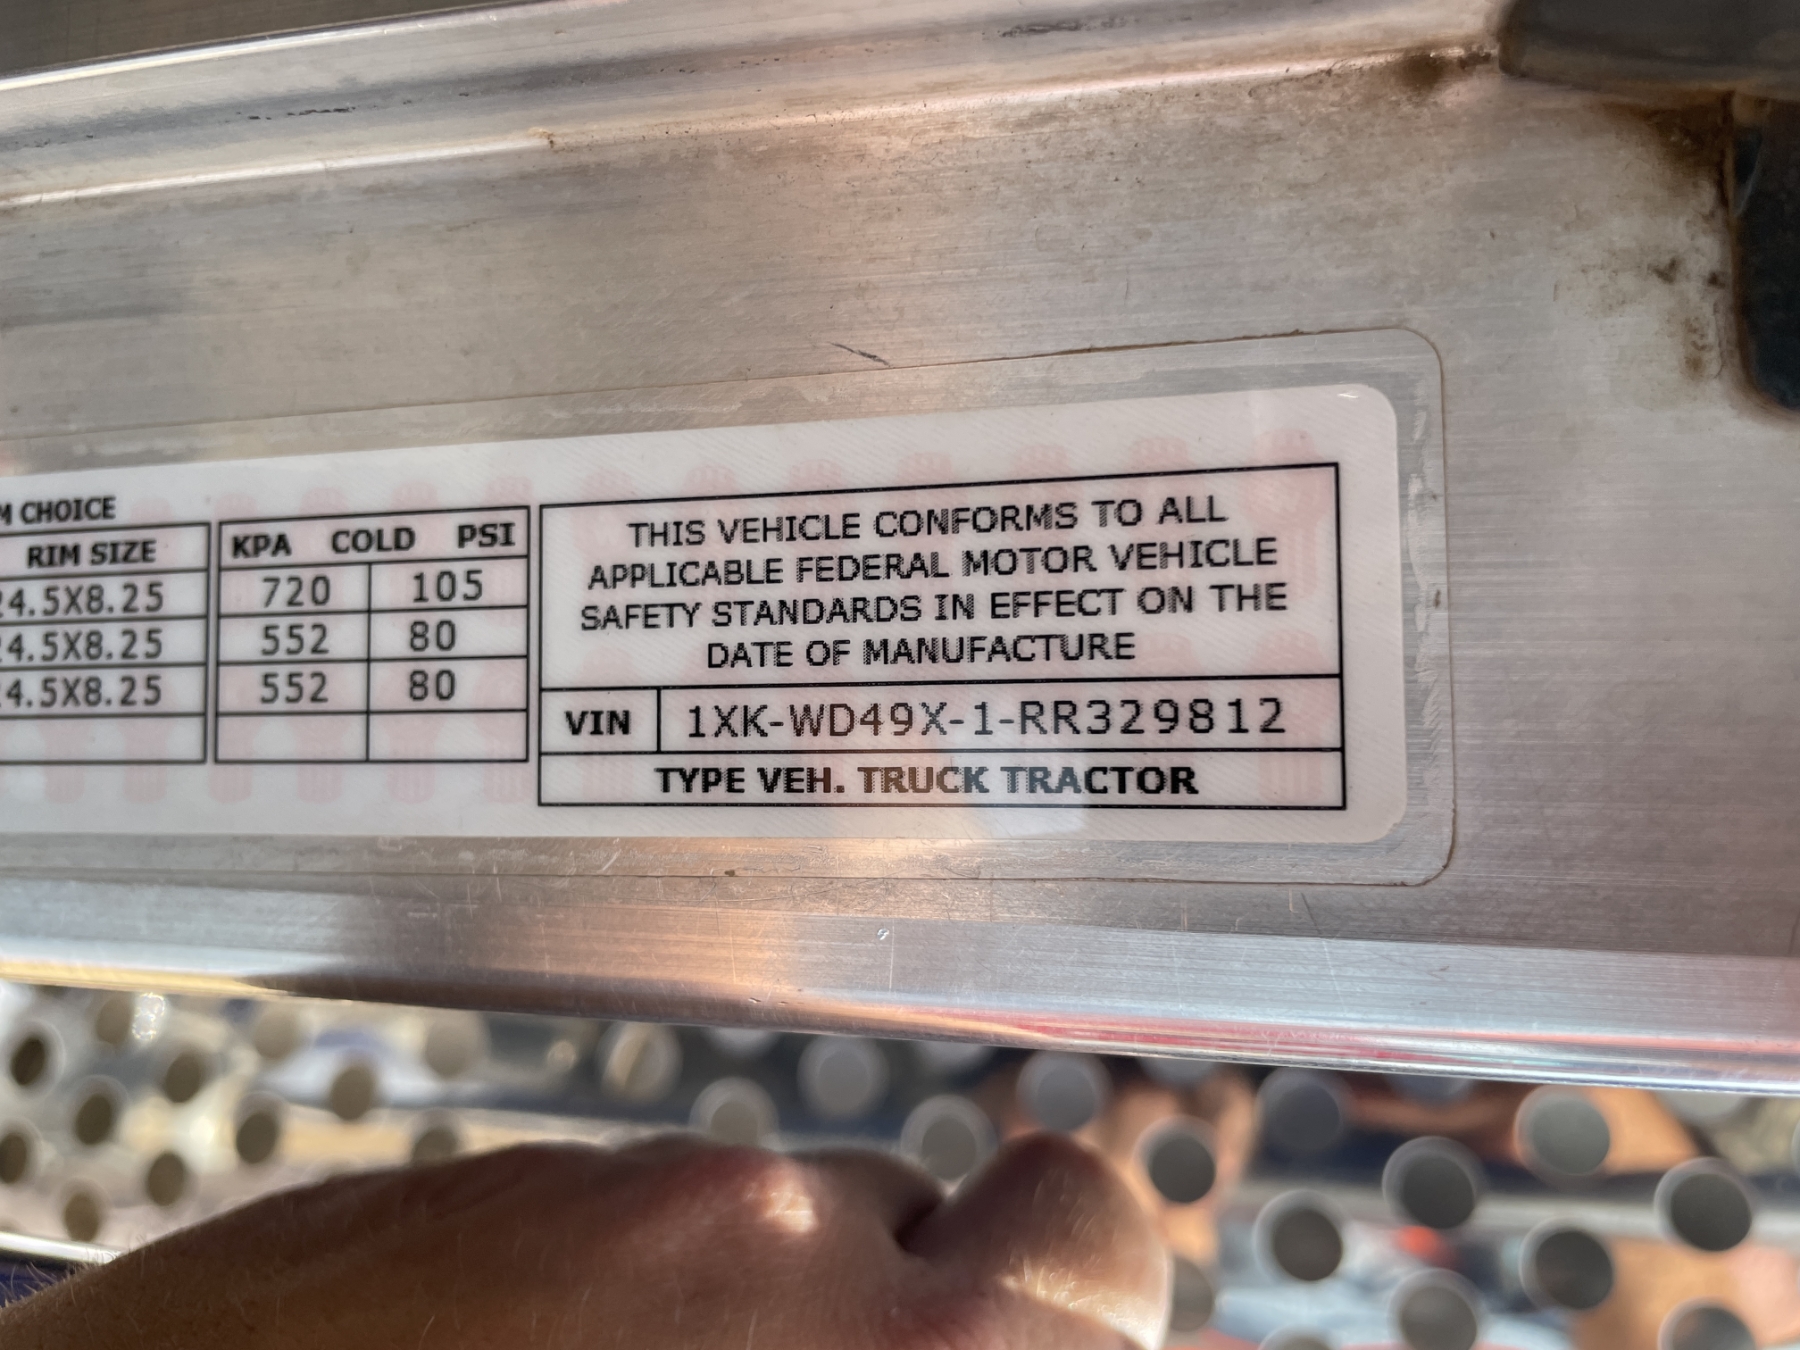 M CHOICE
RIM SIZE
24.5X8.25
24.5X8.25
24.5X8.25
KPA COLD PSI
720 105
552 80
552 80
THIS VEHICLE CONFORMS TO ALL
APPLICABLE FEDERAL MOTOR VEHICLE
SAFETY STANDARDS IN EFFECT ON THE
DATE OF MANUFACTURE
VIN 1XK-WD49X-1-RR329812
TYPE VEH. TRUCK TRACTOR